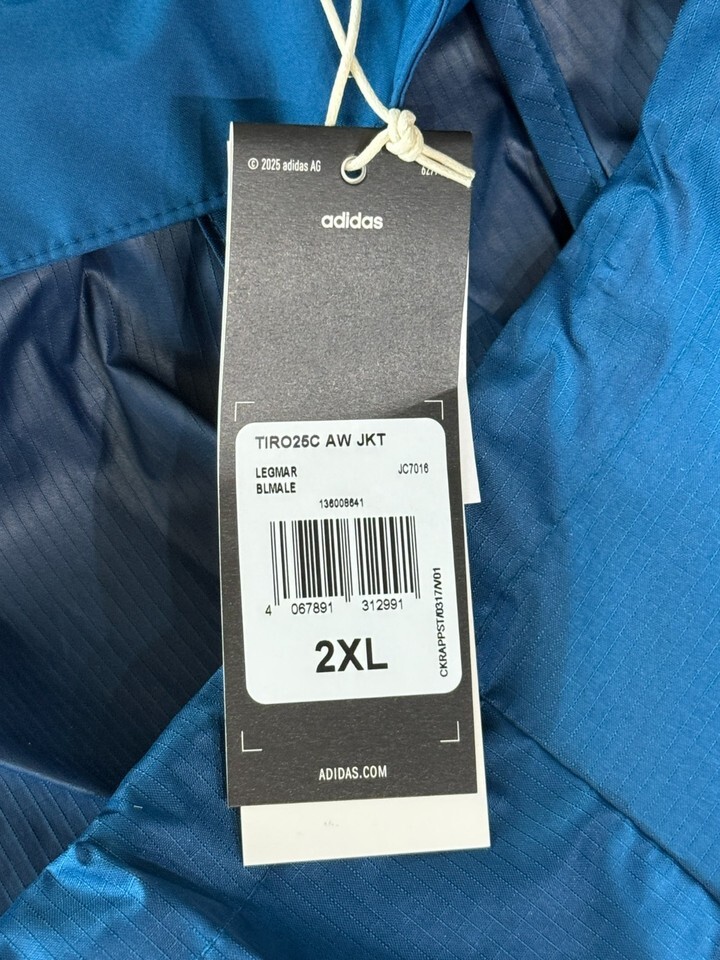 © 2025 adidas AG
adidas
TIRO25C AW JKT
LEGMAR JC7016
BLMALE
136008641
4 067891 312991
2XL
CKRAPPST/0317/V01
ADIDAS.COM